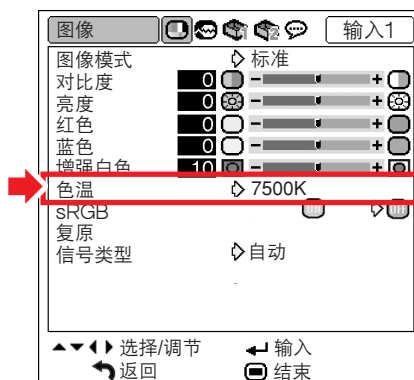 图像 输入1
图像模式 标准
对比度 0 - +
亮度 0 - +
红色 0 - +
蓝色 0 - +
增强白色 10 - +
色温 7500K
sRGB ON OFF
复原
信号类型 自动
选择/调节 输入
返回 结束